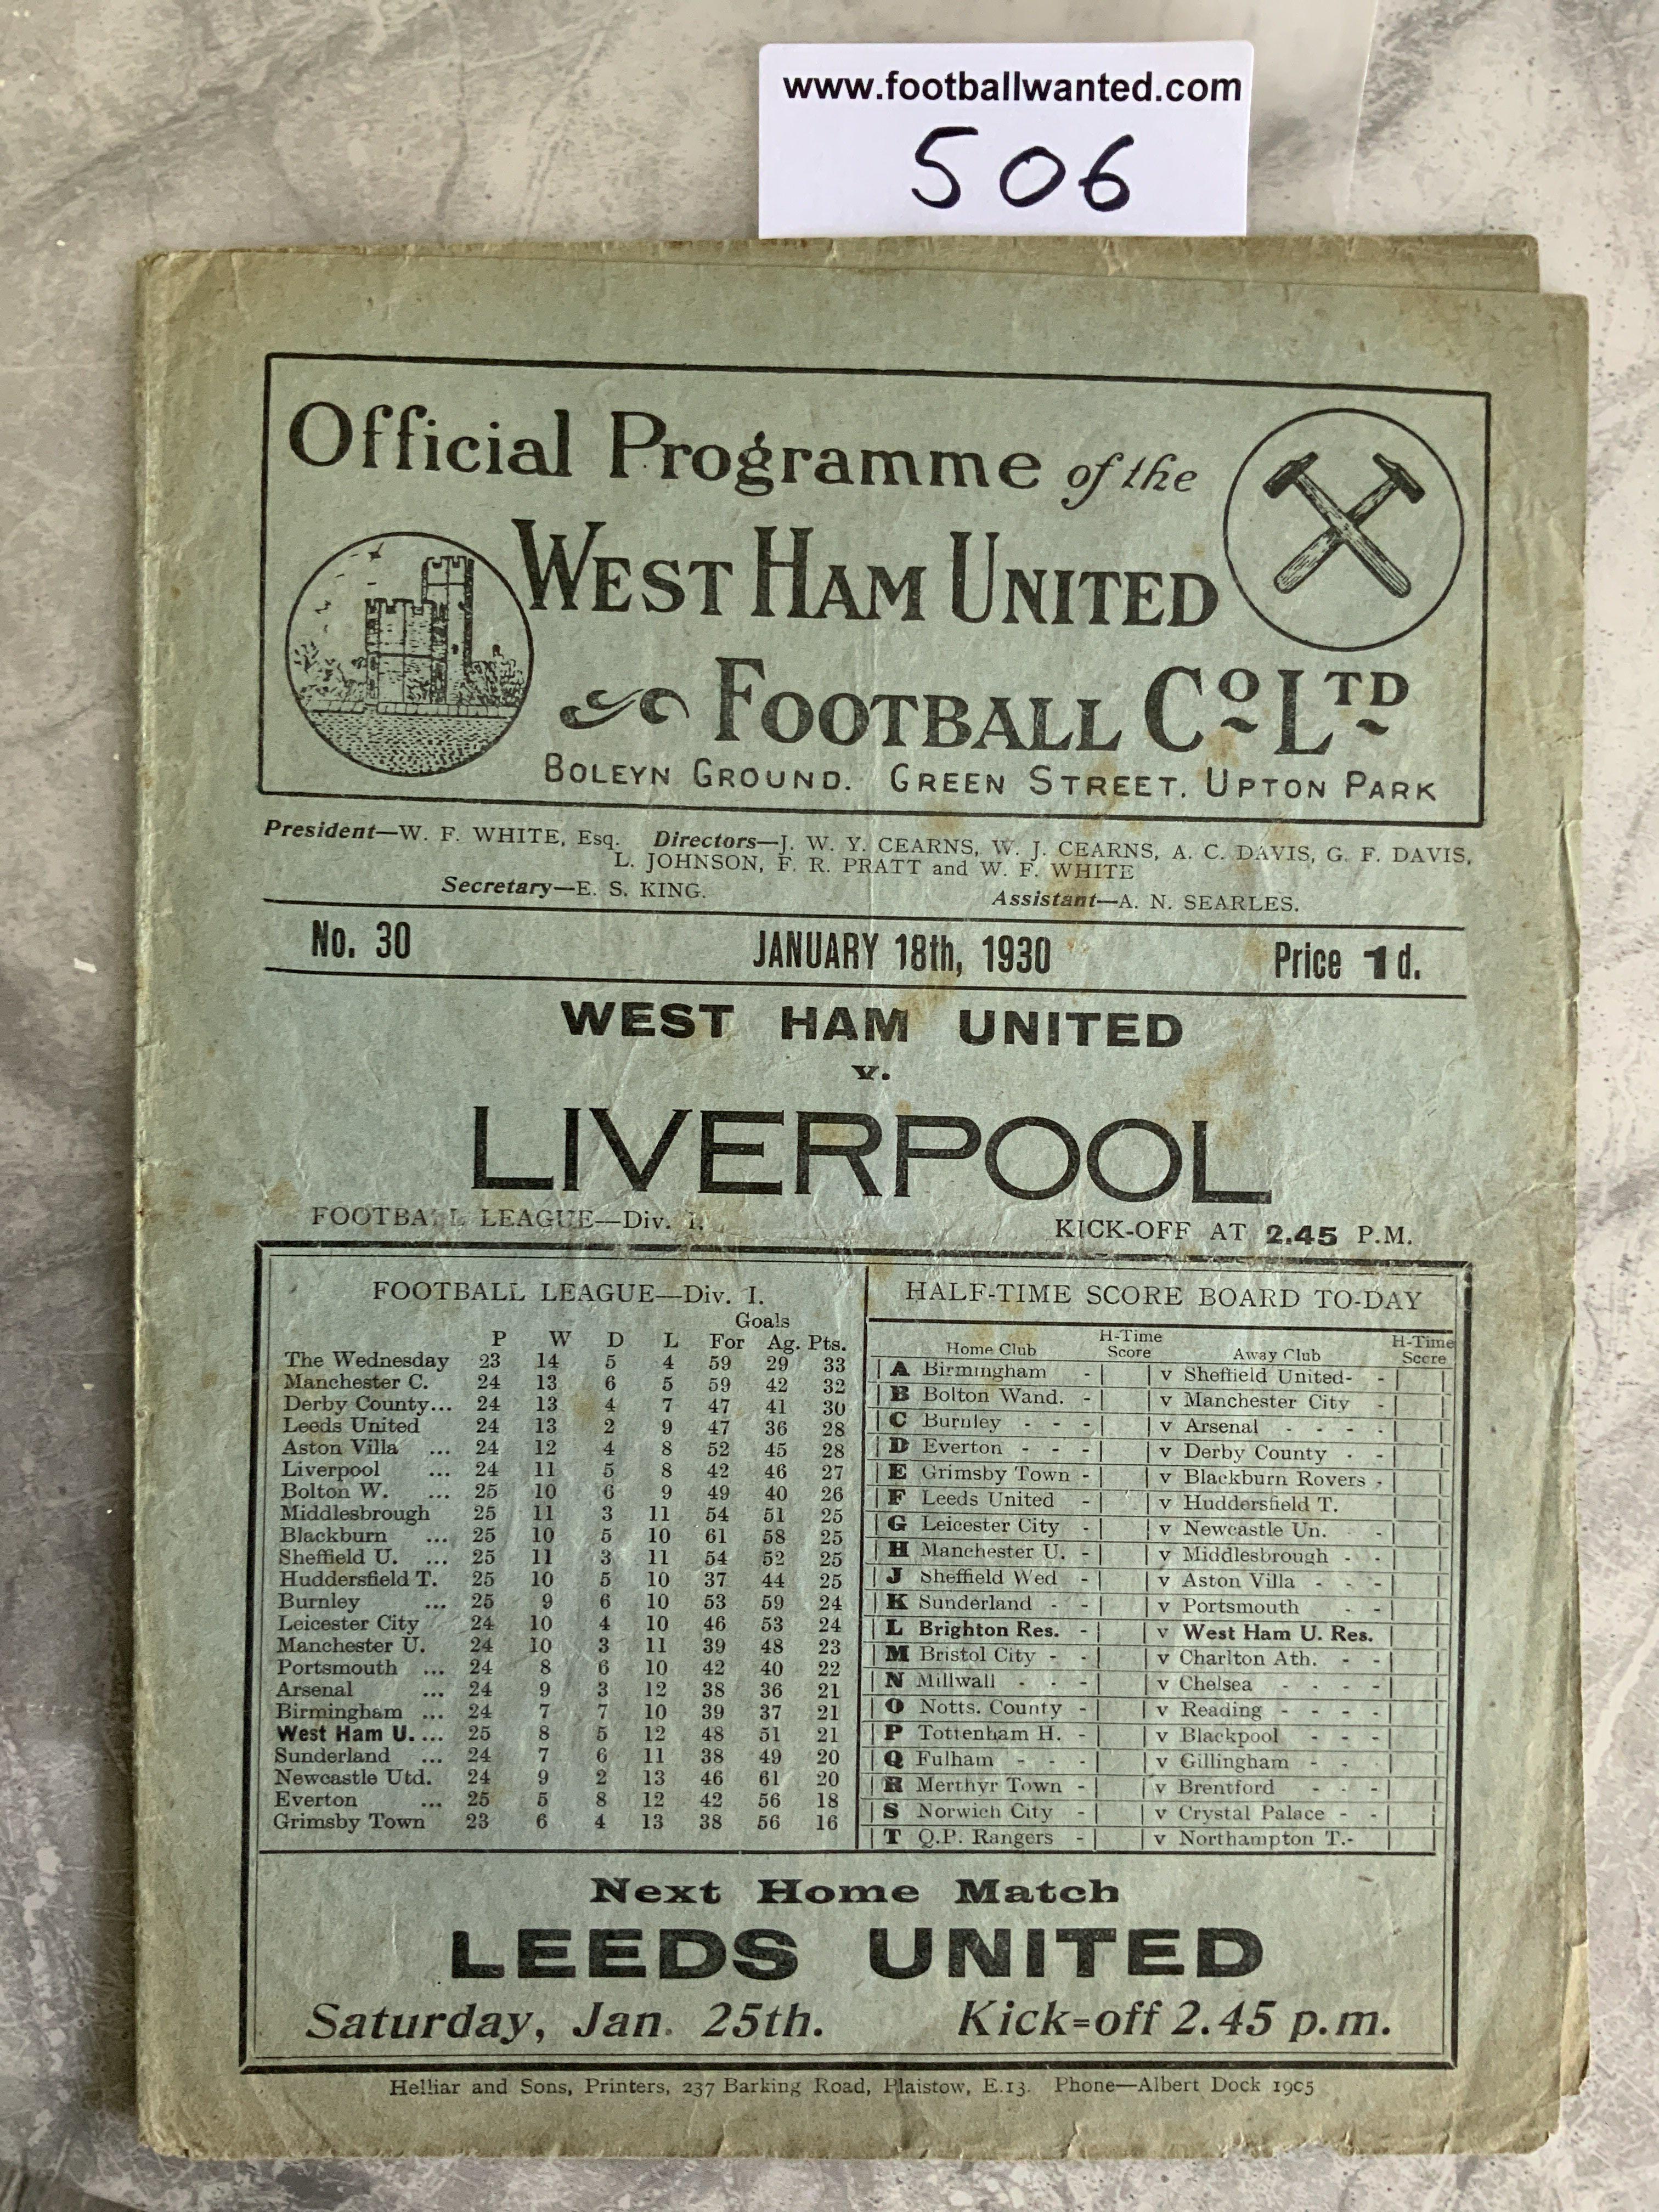 www.footballwanted.com
506
Official Programme of the
WEST HAM UNITED
FOOTBALL CO LTD
BOLEYN GROUND. GREEN STREET, UPTON PARK
President—W. F. WHITE, Esq. Directors—J. W. Y. CEARNS, W. J. CEARNS, A. C. DAVIS, G. F. DAVIS,
L. JOHNSON, F. R. PRATT and W. F. WHITE
Secretary—E. S. KING. Assistant—A. N. SEARLES.
No. 30 JANUARY 18th, 1930 Price 1d.
WEST HAM UNITED
v.
LIVERPOOL
FOOTBALL LEAGUE—Div. I. KICK-OFF AT 2.45 P.M.
FOOTBALL LEAGUE—Div. I.
Goals
P W D L For Ag. Pts.
The Wednesday 23 14 5 4 59 29 33
Manchester C. 24 13 6 5 59 42 32
Derby County... 24 13 4 7 47 41 30
Leeds United 24 13 2 9 47 36 28
Aston Villa ... 24 12 4 8 52 45 28
Liverpool ... 24 11 5 8 42 46 27
Bolton W. ... 25 10 6 9 49 40 26
Middlesbrough 25 11 3 11 54 51 25
Blackburn ... 25 10 5 10 61 58 25
Sheffield U. ... 25 11 3 11 54 52 25
Huddersfield T. 25 10 5 10 37 44 25
Burnley ... 25 9 6 10 53 59 24
Leicester City 24 10 4 10 46 53 24
Manchester U. 24 10 3 11 39 48 23
Portsmouth ... 24 8 6 10 42 40 22
Arsenal ... 24 9 3 12 38 36 21
Birmingham ... 24 7 7 10 39 37 21
West Ham U. ... 25 8 5 12 48 51 21
Sunderland ... 24 7 6 11 38 49 20
Newcastle Utd. 24 9 2 13 46 61 20
Everton ... 25 5 8 12 42 56 18
Grimsby Town 23 6 4 13 38 56 16
HALF-TIME SCORE BOARD TO-DAY
Home Club H-Time Score Away Club H-Time Score
A Birmingham - v Sheffield United- -
B Bolton Wand. - v Manchester City -
C Burnley - - - v Arsenal - - - -
D Everton - - - v Derby County - -
E Grimsby Town - v Blackburn Rovers -
F Leeds United - v Huddersfield T.
G Leicester City - v Newcastle Un. -
H Manchester U. - v Middlesbrough - -
J Sheffield Wed - v Aston Villa - - -
K Sunderland - - v Portsmouth - -
L Brighton Res. - v West Ham U. Res.
M Bristol City - - v Charlton Ath. - -
N Millwall - - - v Chelsea - - - -
O Notts. County - v Reading - - - -
P Tottenham H. - v Blackpool - - -
Q Fulham - - - v Gillingham - -
R Merthyr Town - v Brentford - - -
S Norwich City - v Crystal Palace - -
T Q.P. Rangers - v Northampton T.-
Next Home Match
LEEDS UNITED
Saturday, Jan. 25th. Kick=off 2.45 p.m.
Helliar and Sons, Printers, 237 Barking Road, Plaistow, E.13. Phone—Albert Dock 1905